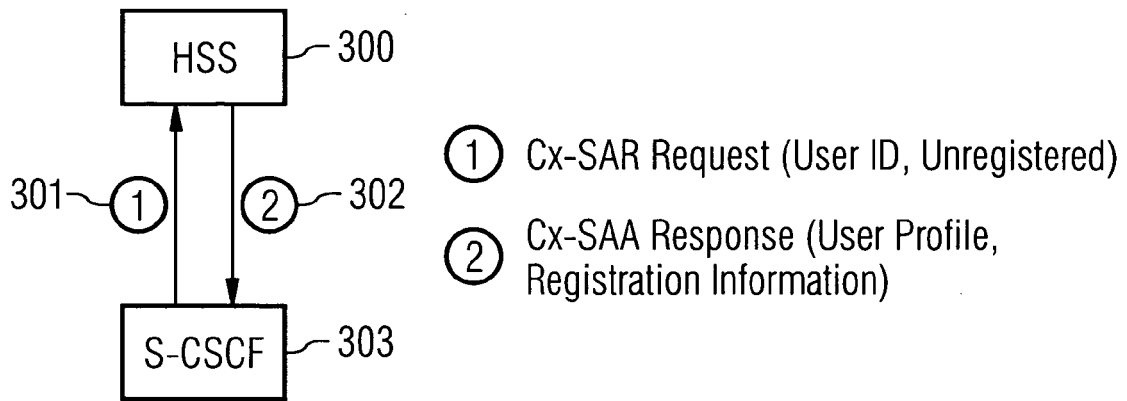 HSS
300
1 Cx-SAR Request (User ID, Unregistered)
301
1
2
302
2 Cx-SAA Response (User Profile,
Registration Information)
S-CSCF
303